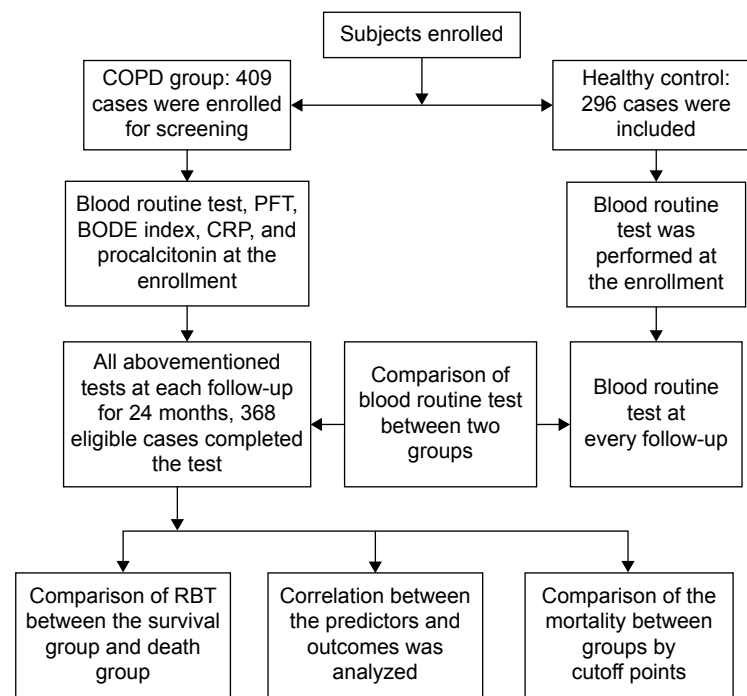 Subjects enrolled
COPD group: 409
cases were enrolled
for screening
Healthy control:
296 cases were
included
Blood routine test, PFT,
BODE index, CRP, and
procalcitonin at the
enrollment
Blood routine
test was
performed at
the enrollment
All abovementioned
tests at each follow-up
for 24 months, 368
eligible cases completed
the test
Comparison of
blood routine test
between two
groups
Blood routine
test at
every follow-up
Comparison of RBT
between the survival
group and death
group
Correlation between
the predictors and
outcomes was
analyzed
Comparison of the
mortality between
groups by
cutoff points